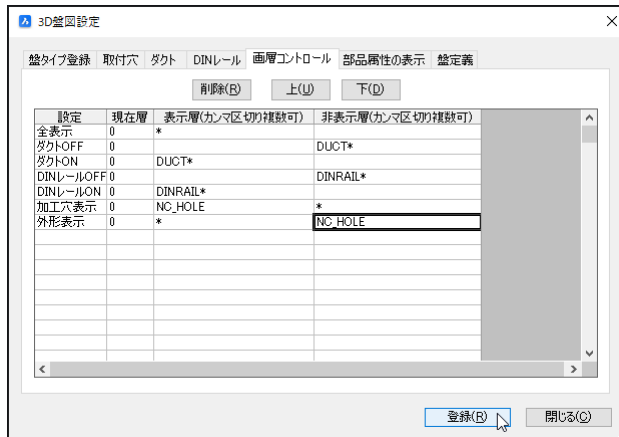 3D盤図設定
盤タイプ登録 取付穴 ダクト DINレール 画層コントロール 部品属性の表示 盤定義
削除(R) 上(U) 下(D)
設定 現在層 表示層(カンマ区切り複数可) 非表示層(カンマ区切り複数可)
全表示 0 *
ダクトOFF 0 DUCT*
ダクトON 0 DUCT*
DINレールOFF 0 DINRAIL*
DINレールON 0 DINRAIL*
加工穴表示 0 NC_HOLE *
外形表示 0 * NC_HOLE
登録(R) 閉じる(C)